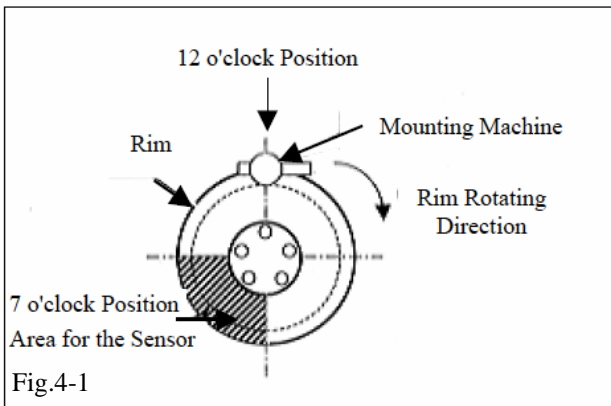 12 o'clock Position
Mounting Machine
Rim
Rim Rotating
Direction
7 o'clock Position
Area for the Sensor
Fig.4-1